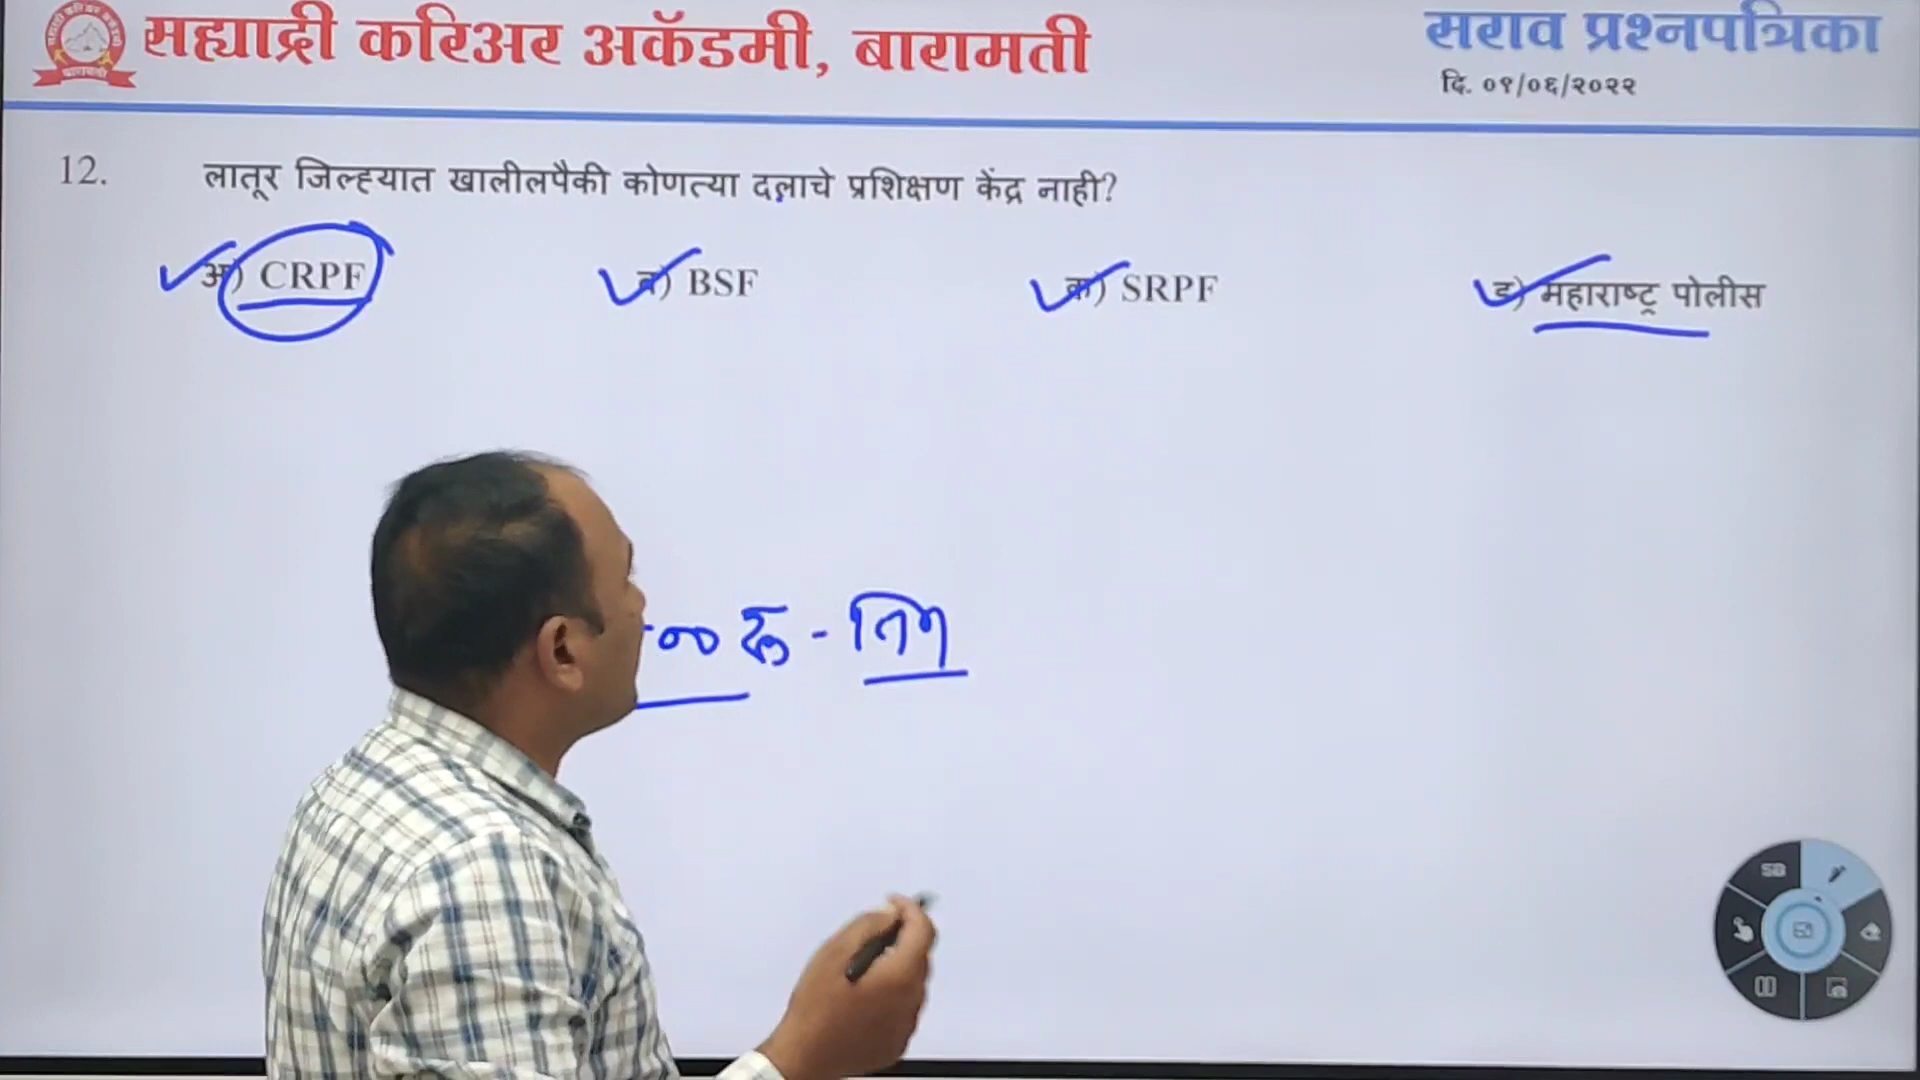 सह्याद्री करिअर अकॅडमी, बारामती
सराव प्रश्नपत्रिका
दि. ०९/०६/२०२२
12. लातूर जिल्ह्यात खालीलपैकी कोणत्या दलाचे प्रशिक्षण केंद्र नाही?
अ) CRPF ब) BSF क) SRPF ड) महाराष्ट्र पोलीस